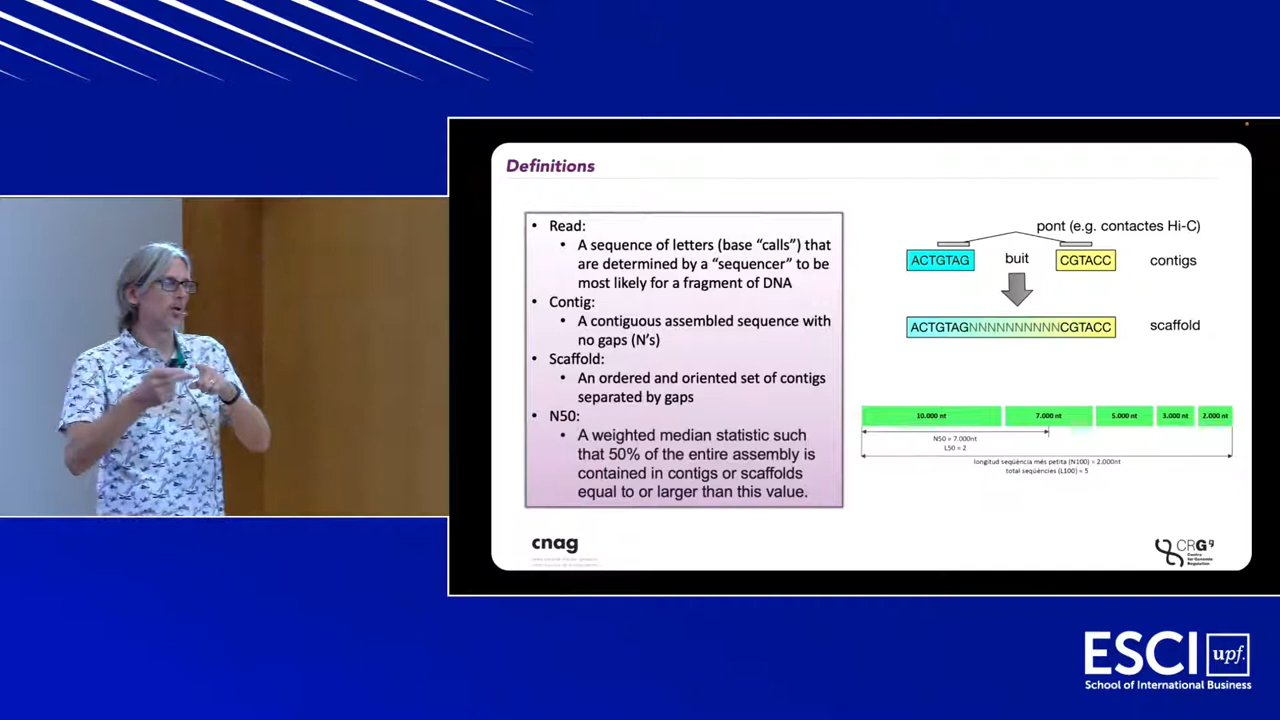 Definitions
• Read:
• A sequence of letters (base “calls”) that
are determined by a “sequencer” to be
most likely for a fragment of DNA
• Contig:
• A contiguous assembled sequence with
no gaps (N’s)
• Scaffold:
• An ordered and oriented set of contigs
separated by gaps
• N50:
• A weighted median statistic such
that 50% of the entire assembly is
contained in contigs or scaffolds
equal to or larger than this value.
pont (e.g. contactes Hi-C)
ACTGTAG buit CGTACC contigs
ACTGTAGNNNNNNNNNNCGTACC scaffold
10.000 nt 7.000 nt 5.000 nt 3.000 nt 2.000 nt
N50 = 7.000nt
L50 = 2
longitud seqüència més petita (N100) = 2.000nt
total seqüències (L100) = 5
cnag
CRG
Centre
for Genomic
Regulation
ESCI upf.
School of International Business